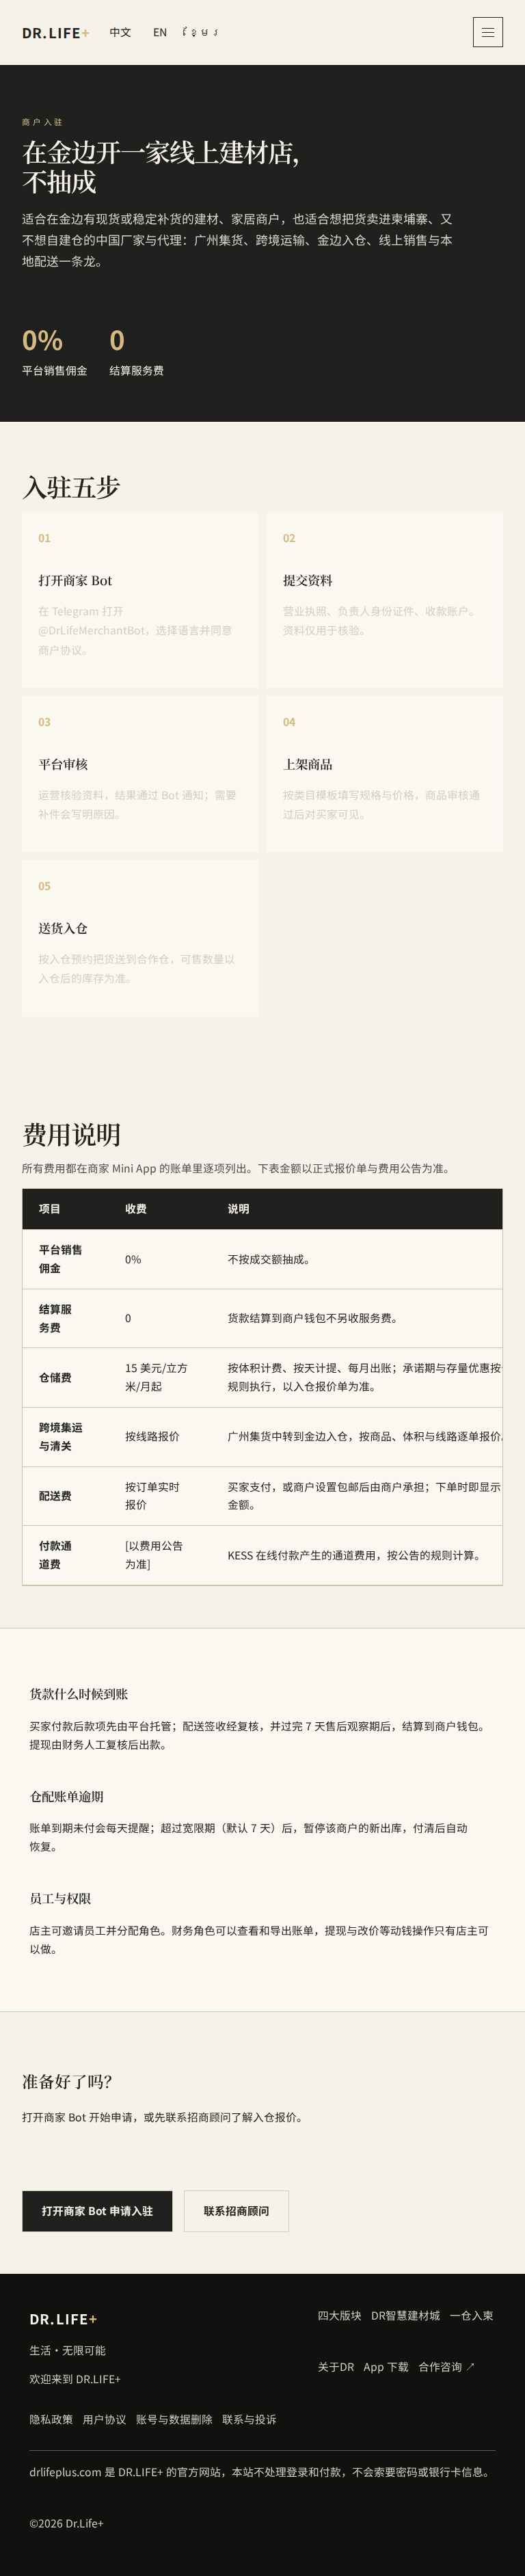 DR.LIFE+ 中文 EN ខ្មែរ
商户入驻
在金边开一家线上建材店，
不抽成
适合在金边有现货或稳定补货的建材、家居商户，也适合想把货卖进柬埔寨、又
不想自建仓的中国厂家与代理：广州集货、跨境运输、金边入仓、线上销售与本
地配送一条龙。
0% 0
平台销售佣金 结算服务费
入驻五步
01
打开商家 Bot
在 Telegram 打开
@DrLifeMerchantBot，选择语言并同意
商户协议。
02
提交资料
营业执照、负责人身份证件、收款账户。
资料仅用于核验。
03
平台审核
运营核验资料，结果通过 Bot 通知；需要
补件会写明原因。
04
上架商品
按类目模板填写规格与价格，商品审核通
过后对买家可见。
05
送货入仓
按入仓预约把货送到合作仓，可售数量以
入仓后的库存为准。
费用说明
所有费用都在商家 Mini App 的账单里逐项列出。下表金额以正式报价单与费用公告为准。
项目 收费 说明
平台销售
佣金
0%
不按成交额抽成。
结算服
务费
0
货款结算到商户钱包不另收服务费。
仓储费
15 美元/立方
米/月起
按体积计费、按天计提、每月出账；承诺期与存量优惠按
规则执行，以入仓报价单为准。
跨境集运
与清关
按线路报价
广州集货中转到金边入仓，按商品、体积与线路逐单报价。
配送费
按订单实时
报价
买家支付，或商户设置包邮后由商户承担；下单时即显示
金额。
付款通
道费
[以费用公告
为准]
KESS 在线付款产生的通道费用，按公告的规则计算。
货款什么时候到账
买家付款后款项先由平台托管；配送签收经复核，并过完 7 天售后观察期后，结算到商户钱包。
提现由财务人工复核后出款。
仓配账单逾期
账单到期未付会每天提醒；超过宽限期（默认 7 天）后，暂停该商户的新出库，付清后自动
恢复。
员工与权限
店主可邀请员工并分配角色。财务角色可以查看和导出账单，提现与改价等动钱操作只有店主可
以做。
准备好了吗？
打开商家 Bot 开始申请，或先联系招商顾问了解入仓报价。
打开商家 Bot 申请入驻 联系招商顾问
DR.LIFE+
生活·无限可能
欢迎来到 DR.LIFE+
四大版块 DR智慧建材城 一仓入柬
关于DR App 下载 合作咨询 ↗
隐私政策 用户协议 账号与数据删除 联系与投诉
drlifeplus.com 是 DR.LIFE+ 的官方网站，本站不处理登录和付款，不会索要密码或银行卡信息。
©2026 Dr.Life+